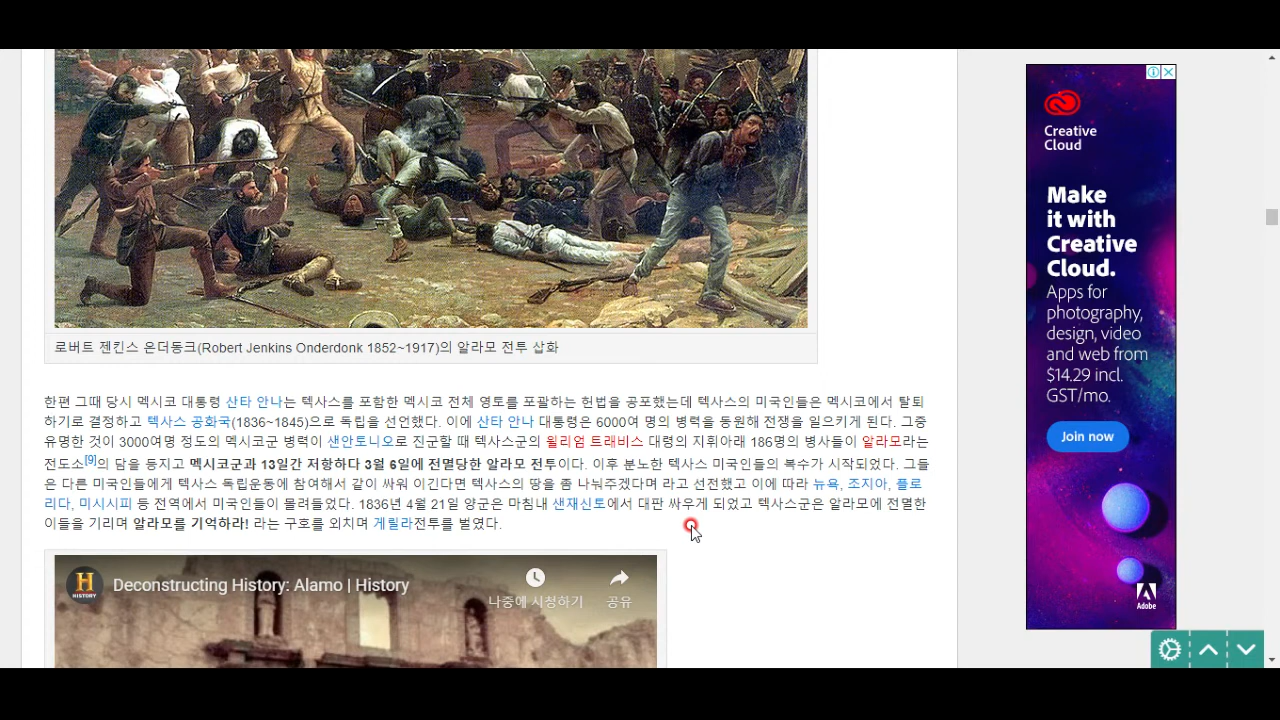 로버트 젠킨스 온더동크(Robert Jenkins Onderdonk 1852~1917)의 알라모 전투 삽화
한편 그때 당시 멕시코 대통령 산타 안나는 텍사스를 포함한 멕시코 전체 영토를 포괄하는 헌법을 공포했는데 텍사스의 미국인들은 멕시코에서 탈퇴
하기로 결정하고 텍사스 공화국(1836~1845)으로 독립을 선언했다. 이에 산타 안나 대통령은 6000여 명의 병력을 동원해 전쟁을 일으키게 된다. 그중
유명한 것이 3000여명 정도의 멕시코군 병력이 샌안토니오로 진군할 때 텍사스군의 윌리엄 트래비스 대령의 지휘아래 186명의 병사들이 알라모라는
전도소[9]의 담을 등지고 멕시코군과 13일간 저항하다 3월 6일에 전멸당한 알라모 전투이다. 이후 분노한 텍사스 미국인들의 복수가 시작되었다. 그들
은 다른 미국인들에게 텍사스 독립운동에 참여해서 같이 싸워 이긴다면 텍사스의 땅을 좀 나눠주겠다며 라고 선전했고 이에 따라 뉴욕, 조지아, 플로
리다, 미시시피 등 전역에서 미국인들이 몰려들었다. 1836년 4월 21일 양군은 마침내 샌재신토에서 대판 싸우게 되었고 텍사스군은 알라모에 전멸한
이들을 기리며 알라모를 기억하라! 라는 구호를 외치며 게릴라전투를 벌였다.
H
HISTORY
Deconstructing History: Alamo | History
나중에 시청하기
공유
Creative
Cloud
Make
it with
Creative
Cloud.
Apps for
photography,
design, video
and web from
$14.29 incl.
GST/mo.
Join now
Adobe